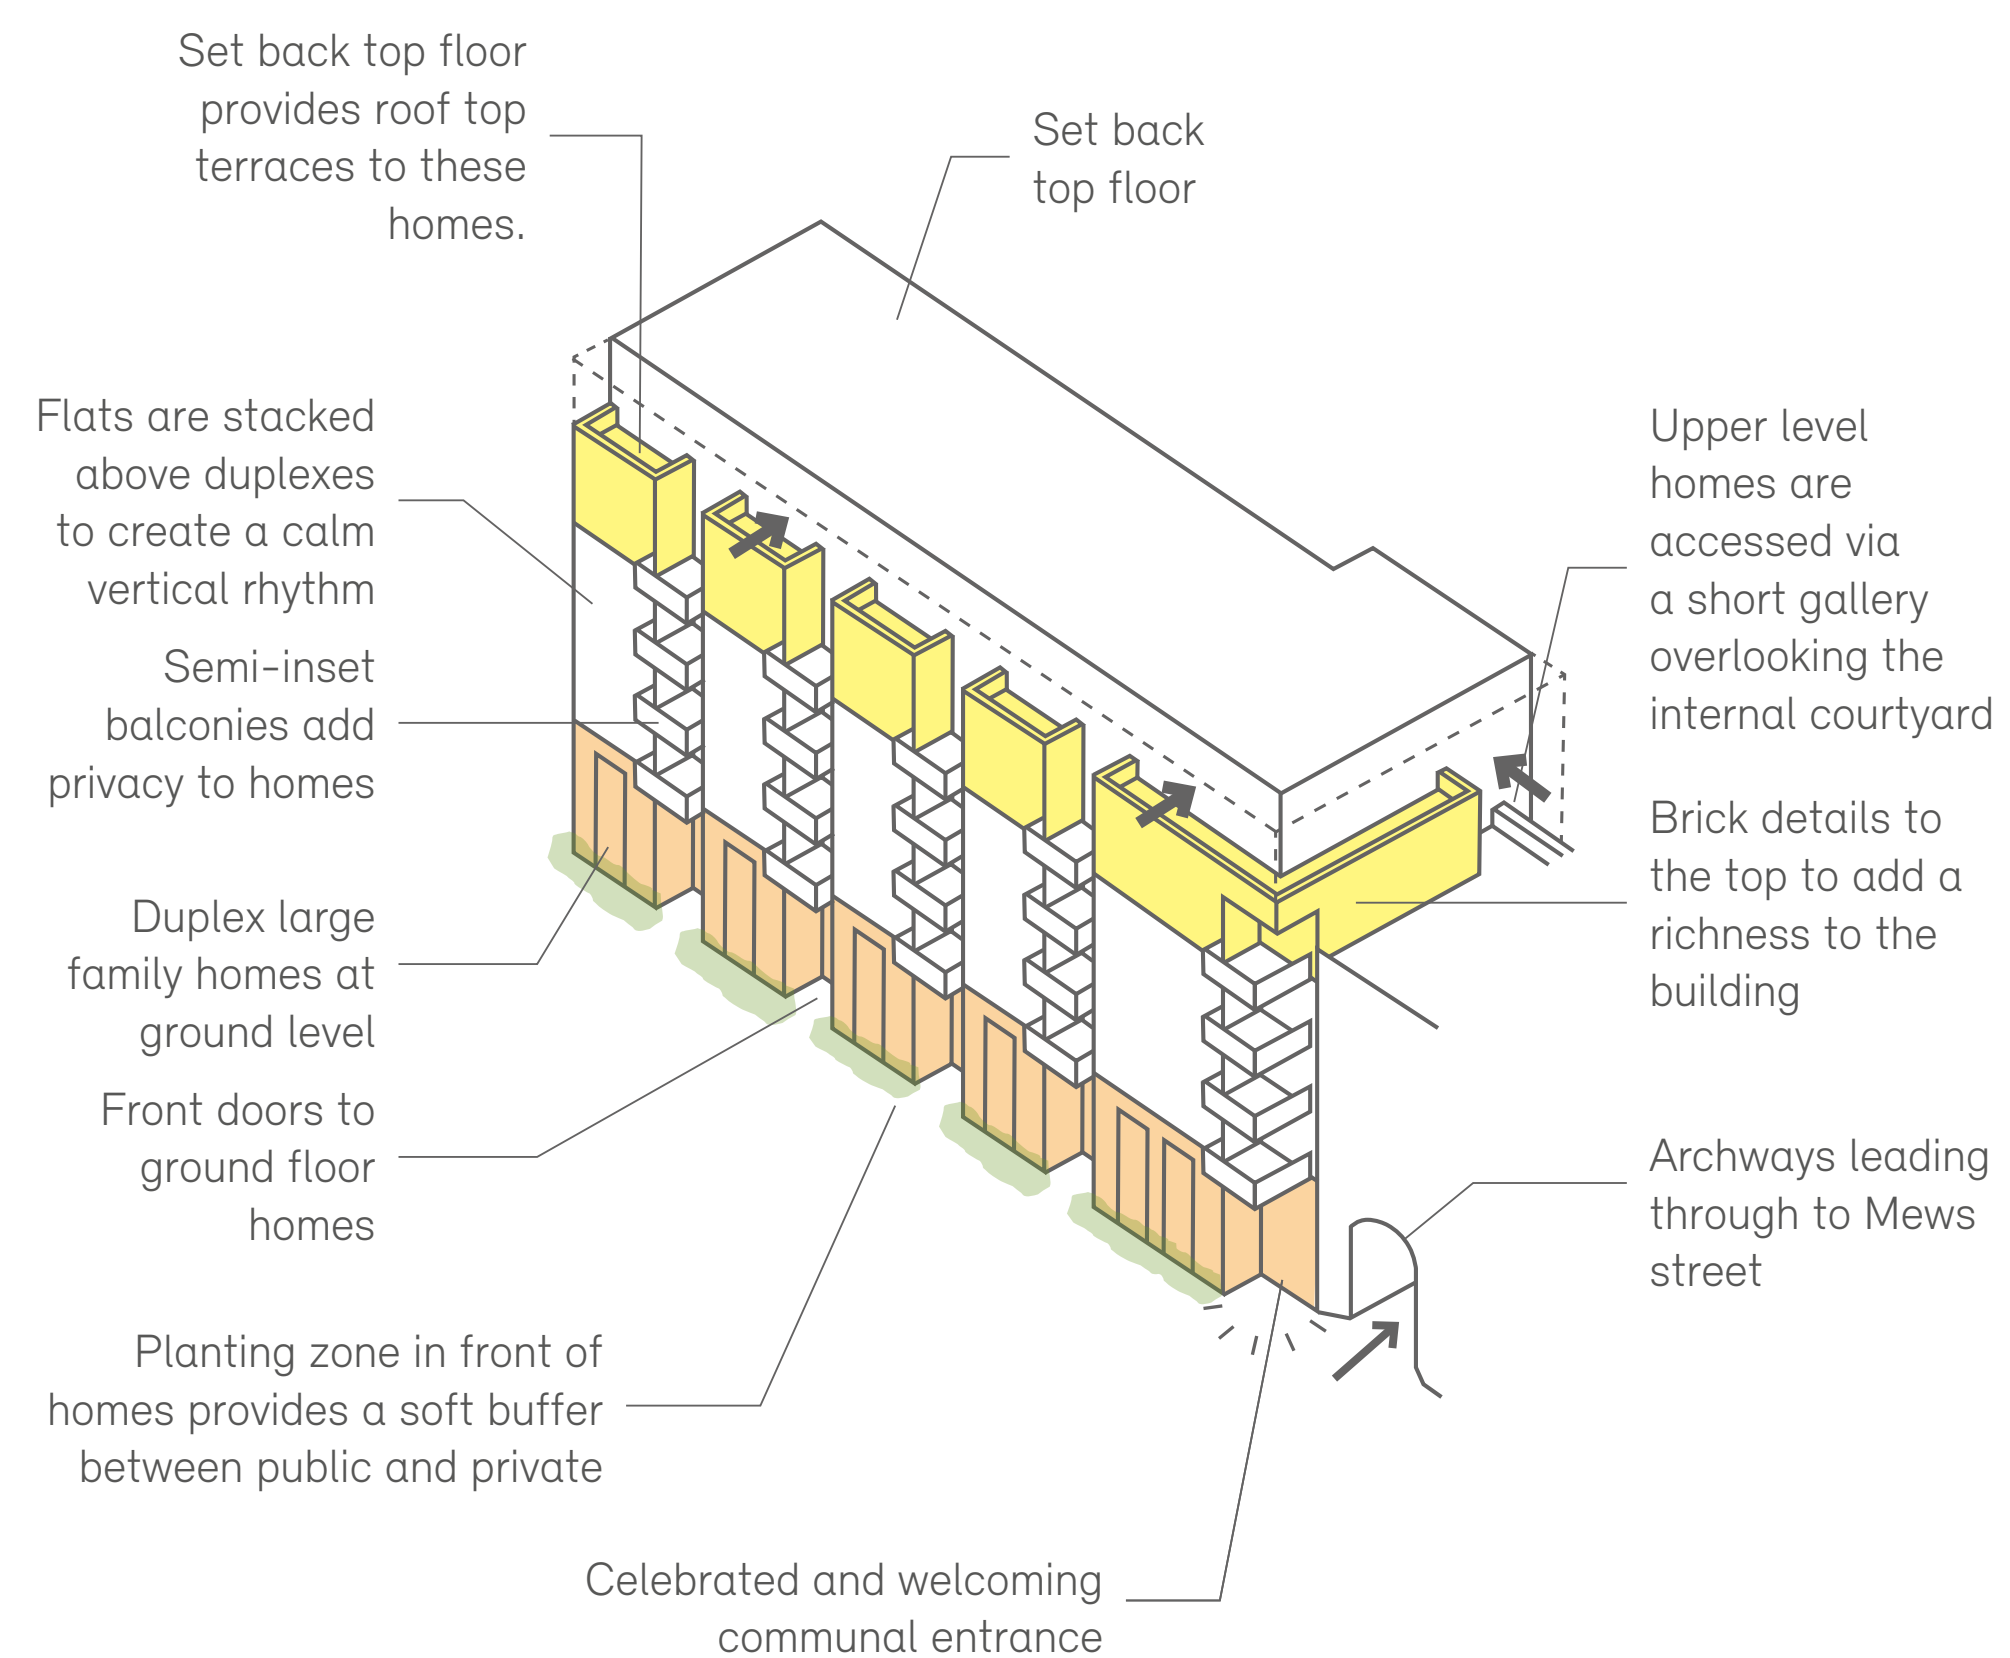 Set back top floor
provides roof top
terraces to these
homes.
Set back
top floor
Flats are stacked
above duplexes
to create a calm
vertical rhythm
Semi-inset
balconies add
privacy to homes
Duplex large
family homes at
ground level
Front doors to
ground floor
homes
Planting zone in front of
homes provides a soft buffer
between public and private
Celebrated and welcoming
communal entrance
Upper level
homes are
accessed via
a short gallery
overlooking the
internal courtyard
Brick details to
the top to add a
richness to the
building
Archways leading
through to Mews
street